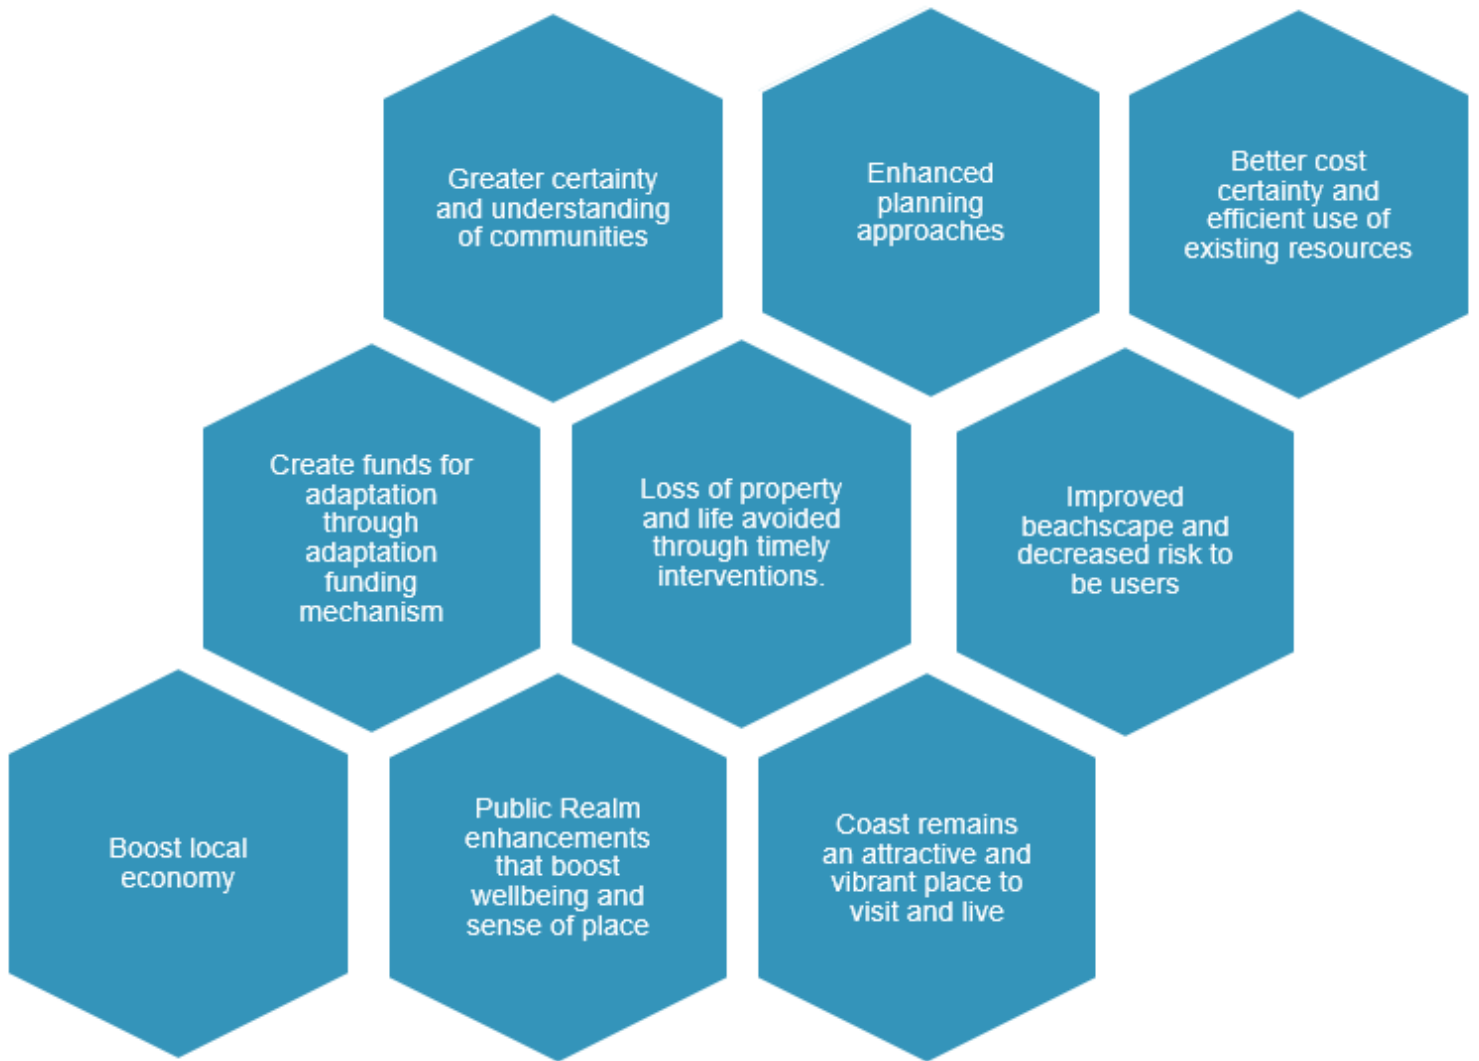 Greater certainty
and understanding
of communities
Enhanced
planning
approaches
Better cost
certainty and
efficient use of
existing resources
Create funds for
adaptation
through
adaptation
funding
mechanism
Loss of property
and life avoided
through timely
interventions.
Improved
beachscape and
decreased risk to
be users
Boost local
economy
Public Realm
enhancements
that boost
wellbeing and
sense of place
Coast remains
an attractive and
vibrant place to
visit and live